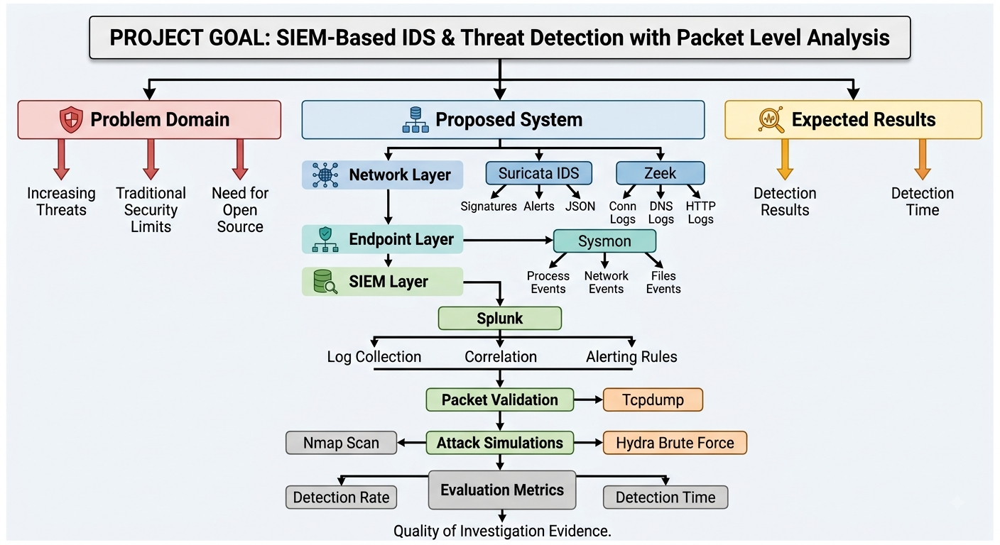 PROJECT GOAL: SIEM-Based IDS & Threat Detection with Packet Level Analysis
Problem Domain
Proposed System
Expected Results
Increasing
Threats
Traditional
Security
Limits
Need for
Open
Source
Network Layer
Suricata IDS
Zeek
Signatures
Alerts
JSON
Conn
Logs
DNS
Logs
HTTP
Logs
Detection
Results
Detection
Time
Endpoint Layer
Sysmon
Process
Events
Network
Events
Files
Events
SIEM Layer
Splunk
Log Collection
Correlation
Alerting Rules
Packet Validation
Tcpdump
Nmap Scan
Attack Simulations
Hydra Brute Force
Detection Rate
Evaluation Metrics
Detection Time
Quality of Investigation Evidence.